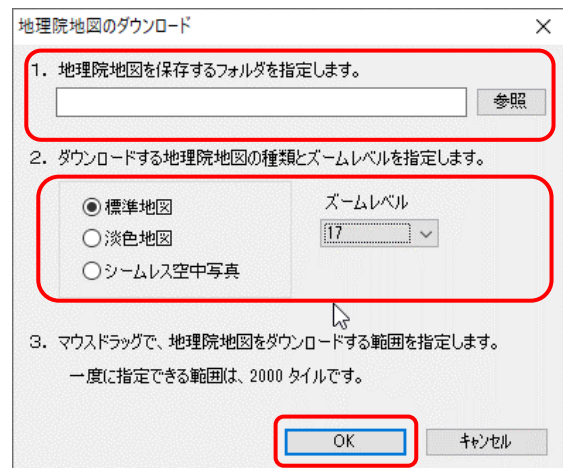 地理院地図のダウンロード
1. 地理院地図を保存するフォルダを指定します。
参照
2. ダウンロードする地理院地図の種類とズームレベルを指定します。
標準地図
ズームレベル
17
淡色地図
シームレス空中写真
3. マウスドラッグで、地理院地図をダウンロードする範囲を指定します。
一度に指定できる範囲は、2000 タイルです。
OK
キャンセル